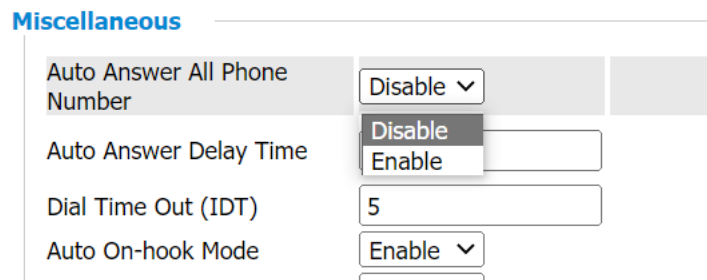 Miscellaneous
Auto Answer All Phone
Number
Disable
Disable
Enable
Auto Answer Delay Time
Dial Time Out (IDT)
5
Auto On-hook Mode
Enable